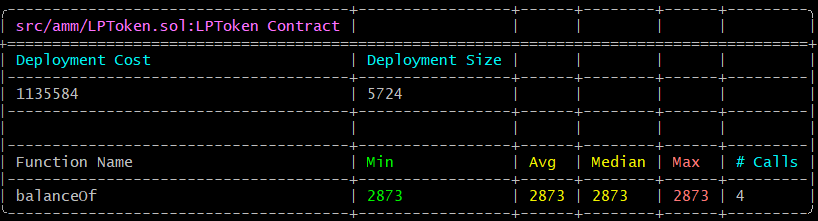 src/amm/LPToken.sol:LPToken Contract
Deployment Cost Deployment Size
1135584 5724
Function Name Min Avg Median Max # Calls
balanceOf 2873 2873 2873 2873 4